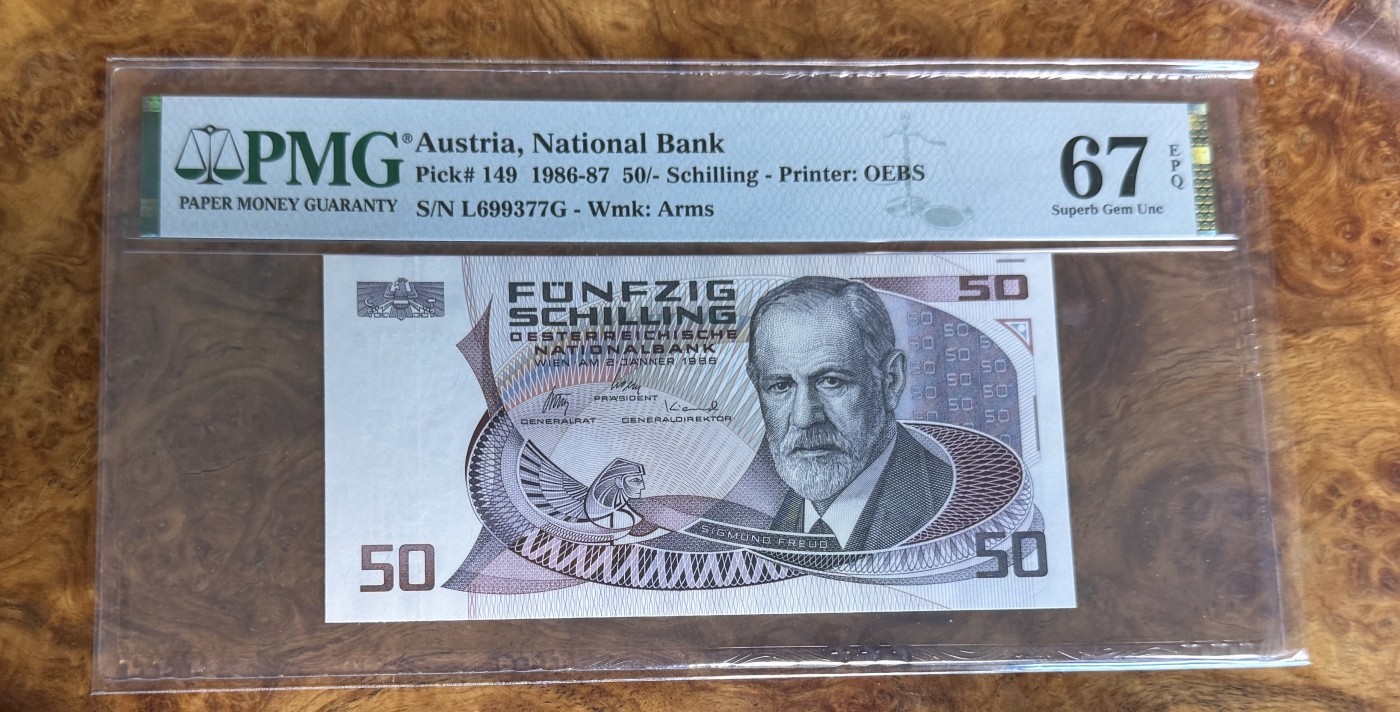 PMG®
PAPER MONEY GUARANTY
Austria, National Bank
Pick# 149 1986-87 50/- Schilling - Printer: OEBS
S/N L699377G - Wmk: Arms
67
EPQ
Superb Gem Unc
50
FÜNFZIG
SCHILLING
OESTERREICHISCHE
NATIONALBANK
WIEN AM 2. JÄNNER 1986
PRÄSIDENT
GENERALRAT
GENERALDIREKTOR
SIGMUND FREUD
50
50